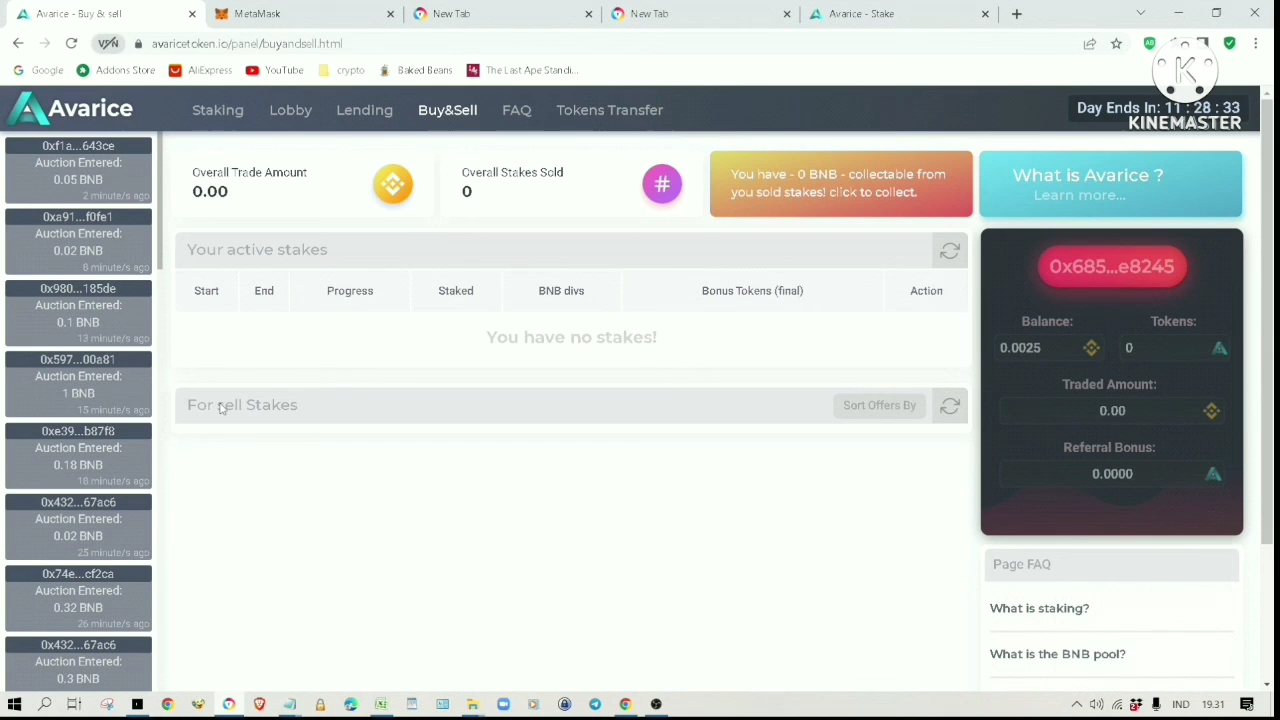 Avarice - Buy & sell
MetaMask
New Tab
New Tab
Avarice - Stake
VPN
avaricetoken.io/panel/buyandsell.html
Google
Addons Store
AliExpress
YouTube
crypto
Baked Beans
The Last Ape Standi...
K
KINEMASTER
Avarice
Staking
Lobby
Lending
Buy&Sell
FAQ
Tokens Transfer
Day Ends In: 11 : 28 : 33
0xf1a...643ce
Auction Entered:
0.05 BNB
2 minute/s ago
0xa91...f0fe1
Auction Entered:
0.02 BNB
8 minute/s ago
0x980...185de
Auction Entered:
0.1 BNB
13 minute/s ago
0x597...00a81
Auction Entered:
1 BNB
15 minute/s ago
0xe39...b87f8
Auction Entered:
0.18 BNB
18 minute/s ago
0x432...67ac6
Auction Entered:
0.02 BNB
25 minute/s ago
0x74e...cf2ca
Auction Entered:
0.32 BNB
26 minute/s ago
0x432...67ac6
Auction Entered:
0.3 BNB
Overall Trade Amount
0.00
Overall Stakes Sold
0
#
You have - 0 BNB - collectable from
you sold stakes! click to collect.
What is Avarice ?
Learn more...
Your active stakes
Start End Progress Staked BNB divs Bonus Tokens (final) Action
You have no stakes!
For sell Stakes
Sort Offers By
0x685...e8245
Balance: Tokens:
0.0025 0
Traded Amount:
0.00
Referral Bonus:
0.0000
Page FAQ
What is staking?
What is the BNB pool?
IND
19.31